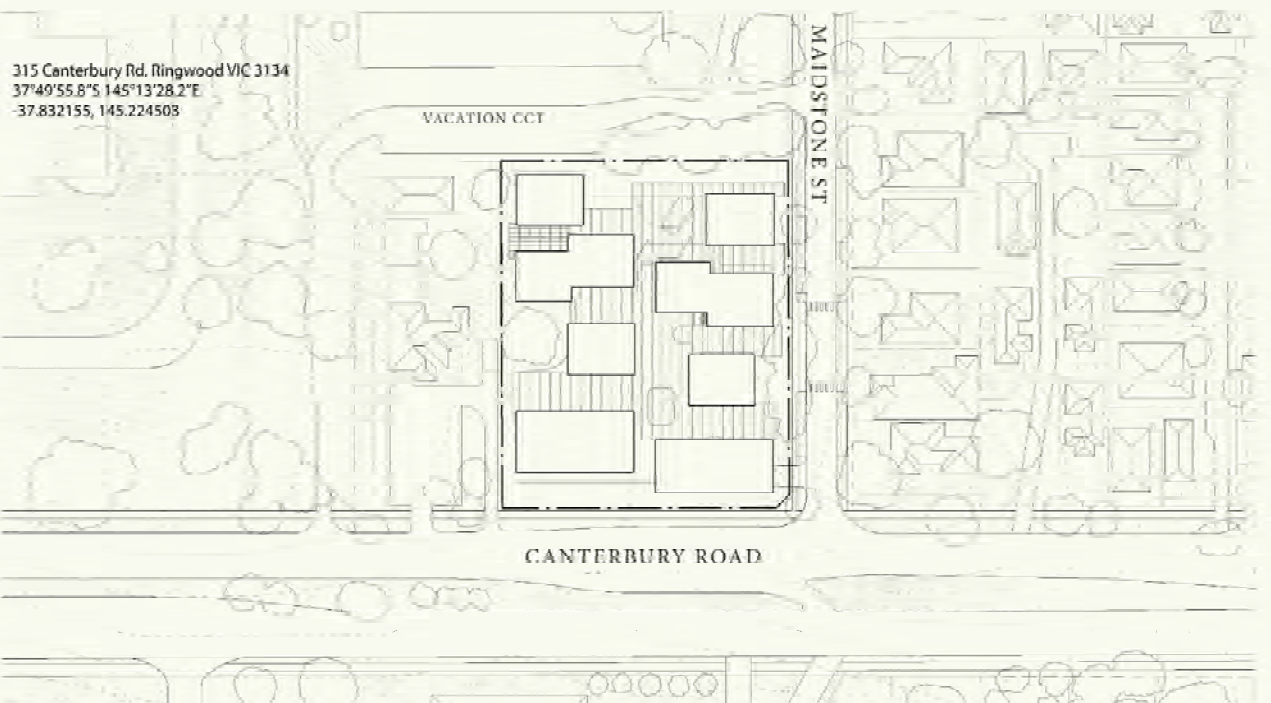 315 Canterbury Rd, Ringwood VIC 3134
37°49'55.8"S 145°13'28.2"E
-37.832155, 145.224503
VACATION CCT
MAIDSTONE ST
CANTERBURY ROAD